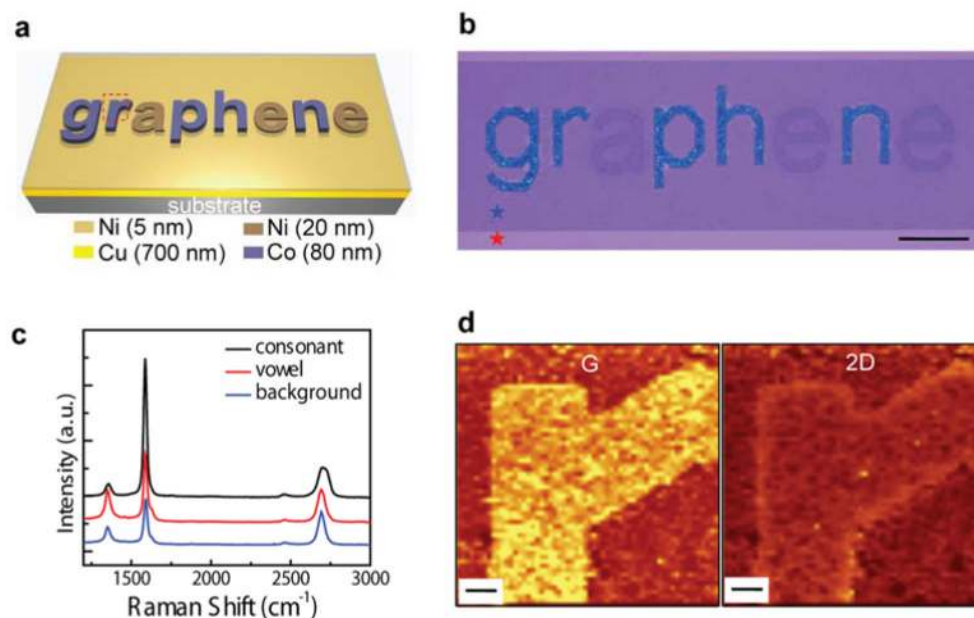 a
graphene
substrate
Ni (5 nm) Ni (20 nm)
Cu (700 nm) Co (80 nm)
b
graphene
c
consonant
vowel
background
Intensity (a.u.)
1500 2000 2500 3000
Raman Shift (cm⁻¹)
d
G
2D